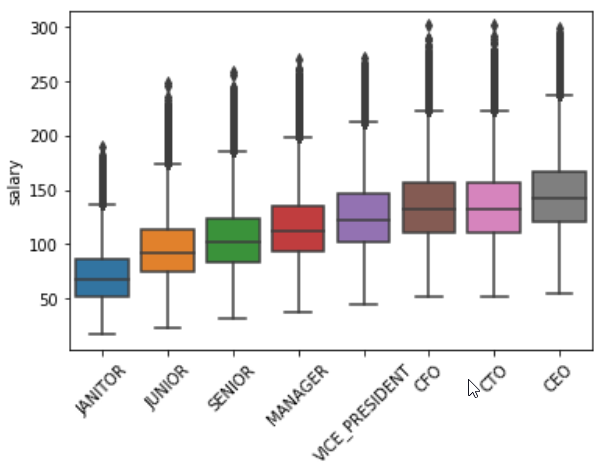 300
250
200
150
100
50
salary
JANITOR
JUNIOR
SENIOR
MANAGER
VICE_PRESIDENT
CFO
CTO
CEO